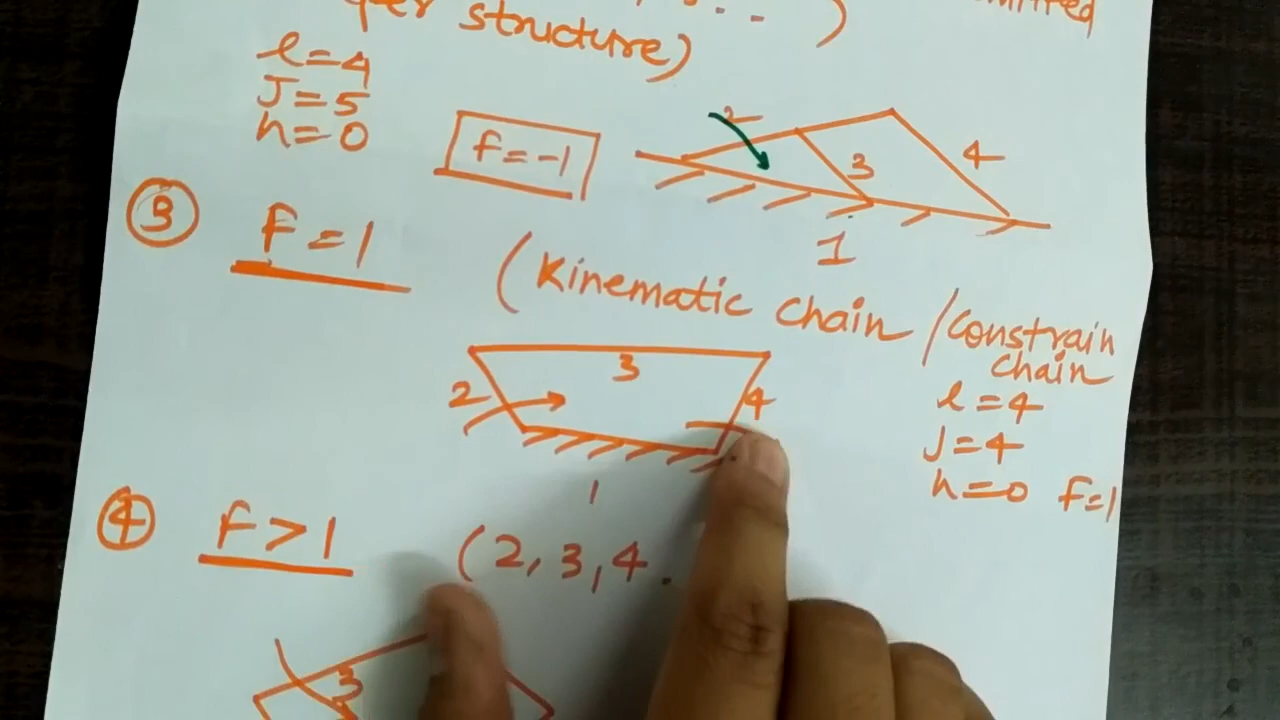 per structure)
l=4
J=5
h=0
f=-1
2
3
4
1
③ F=1
(Kinematic chain /constrain
chain
3
2
4
1
l=4
J=4
h=0 F=1
④ F>1 (2,3,4.
3